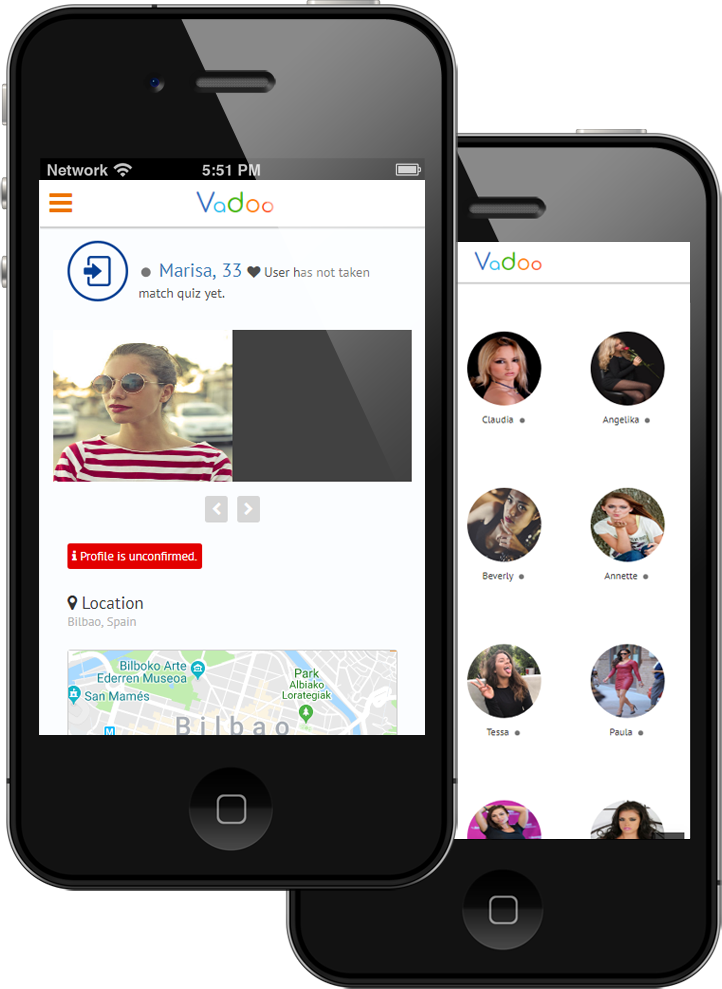 Network 5:51 PM
Vadoo
Marisa, 33 User has not taken
match quiz yet.
Profile is unconfirmed.
Location
Bilbao, Spain
Bilboko Arte
Ederren Museoa
San Mamés
Park
Albiako
Lorategiak
M
Bilbao
Vadoo
Claudia
Angelika
Beverly
Annette
Tessa
Paula